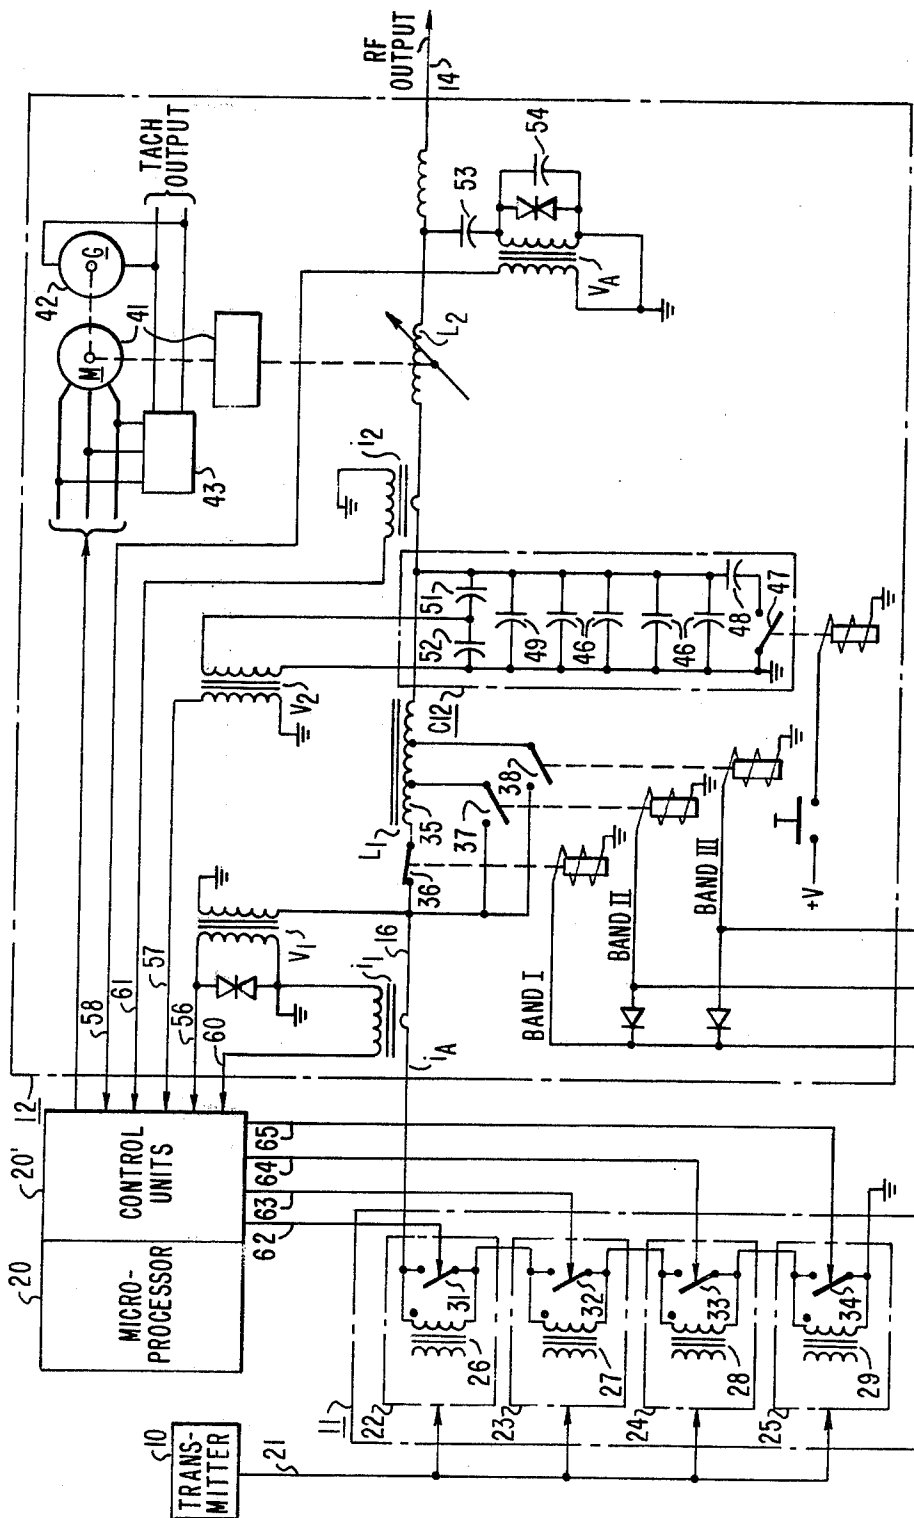 10
TRANS-
MITTER
21
20
MICRO-
PROCESSOR
20'
CONTROL
UNITS
12
58
61
57
56
60
62
63
64
65
11
22
26
31
23
27
32
24
28
33
25
29
34
iA
i1
V1
16
36
L1
35
37
38
BAND I
BAND II
BAND III
+V
V2
C12
52
51
49
46
46
48
47
i2
43
M
41
42
G
TACH
OUTPUT
L2
VA
53
54
RF
OUTPUT
14